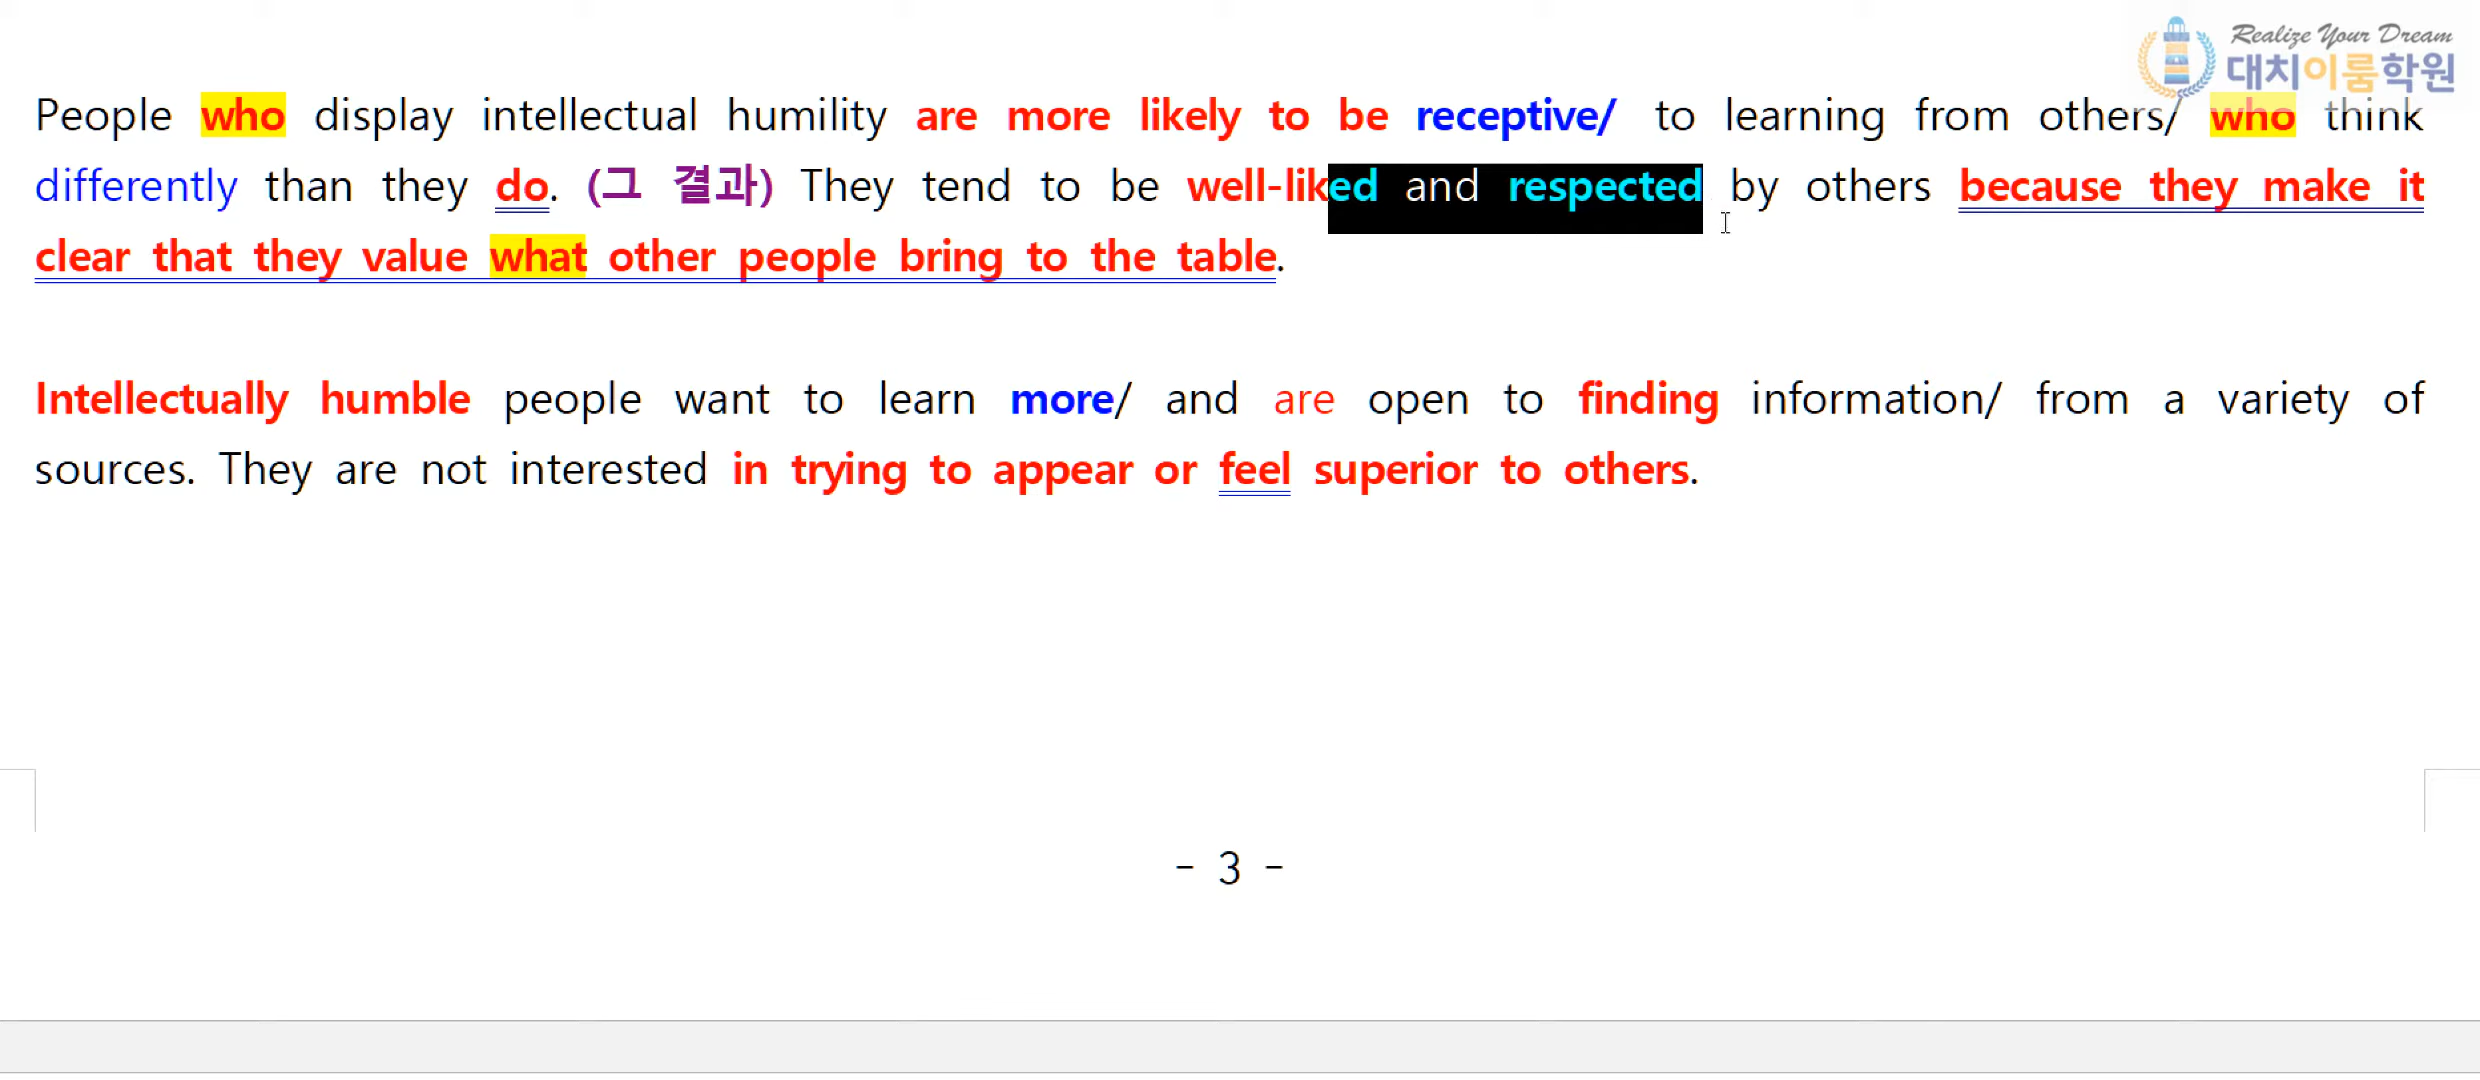 Realize Your Dream
대치이룸학원
People who display intellectual humility are more likely to be receptive/ to learning from others/ who think
differently than they do. (그 결과) They tend to be well-liked and respected by others because they make it
clear that they value what other people bring to the table.
Intellectually humble people want to learn more/ and are open to finding information/ from a variety of
sources. They are not interested in trying to appear or feel superior to others.
- 3 -